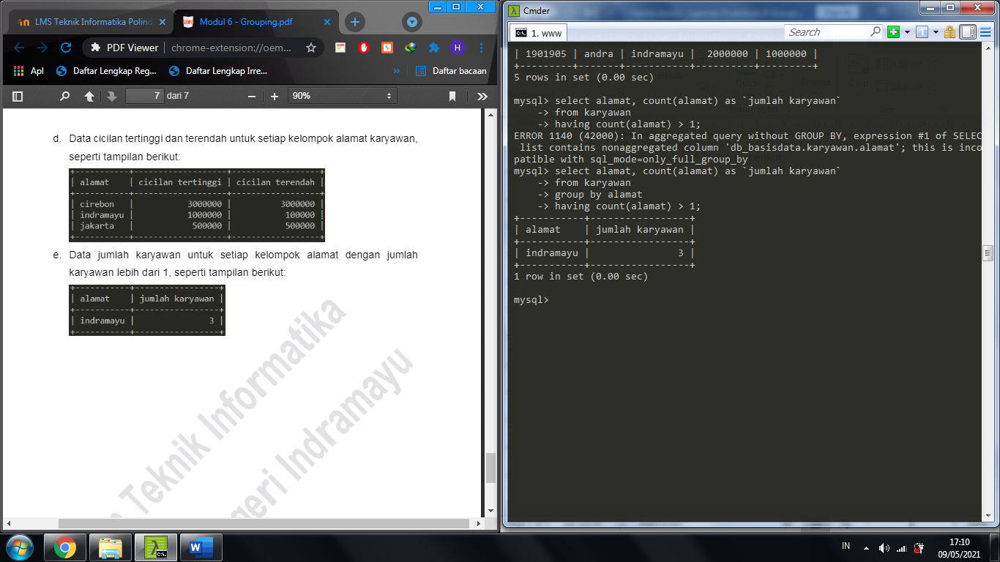 LMS Teknik Informatika Polind
Modul 6 - Grouping.pdf
PDF Viewer
chrome-extension://oem...
H
Apl
Daftar Lengkap Reg...
Daftar Lengkap Irre...
»
Daftar bacaan
7 dari 7
90%
d. Data cicilan tertinggi dan terendah untuk setiap kelompok alamat karyawan,
seperti tampilan berikut:
+-----------+-------------------+------------------+
| alamat | cicilan tertinggi | cicilan terendah |
+-----------+-------------------+------------------+
| cirebon | 3000000 | 3000000 |
| indramayu | 1000000 | 100000 |
| jakarta | 500000 | 500000 |
+-----------+-------------------+------------------+
e. Data jumlah karyawan untuk setiap kelompok alamat dengan jumlah
karyawan lebih dari 1, seperti tampilan berikut:
+-----------+-----------------+
| alamat | jumlah karyawan |
+-----------+-----------------+
| indramayu | 3 |
+-----------+-----------------+
Teknik Informatika
geri Indramayu
Cmder
1. www
Search
| 1901905 | andra | indramayu | 2000000 | 1000000 |
+---------+-------+-----------+----------+---------+
5 rows in set (0.00 sec)
mysql> select alamat, count(alamat) as `jumlah karyawan`
-> from karyawan
-> having count(alamat) > 1;
ERROR 1140 (42000): In aggregated query without GROUP BY, expression #1 of SELEC
list contains nonaggregated column 'db_basisdata.karyawan.alamat'; this is inco
patible with sql_mode=only_full_group_by
mysql> select alamat, count(alamat) as `jumlah karyawan`
-> from karyawan
-> group by alamat
-> having count(alamat) > 1;
+-----------+-----------------+
| alamat | jumlah karyawan |
+-----------+-----------------+
| indramayu | 3 |
+-----------+-----------------+
1 row in set (0.00 sec)
mysql>
IN
17:10
09/05/2021